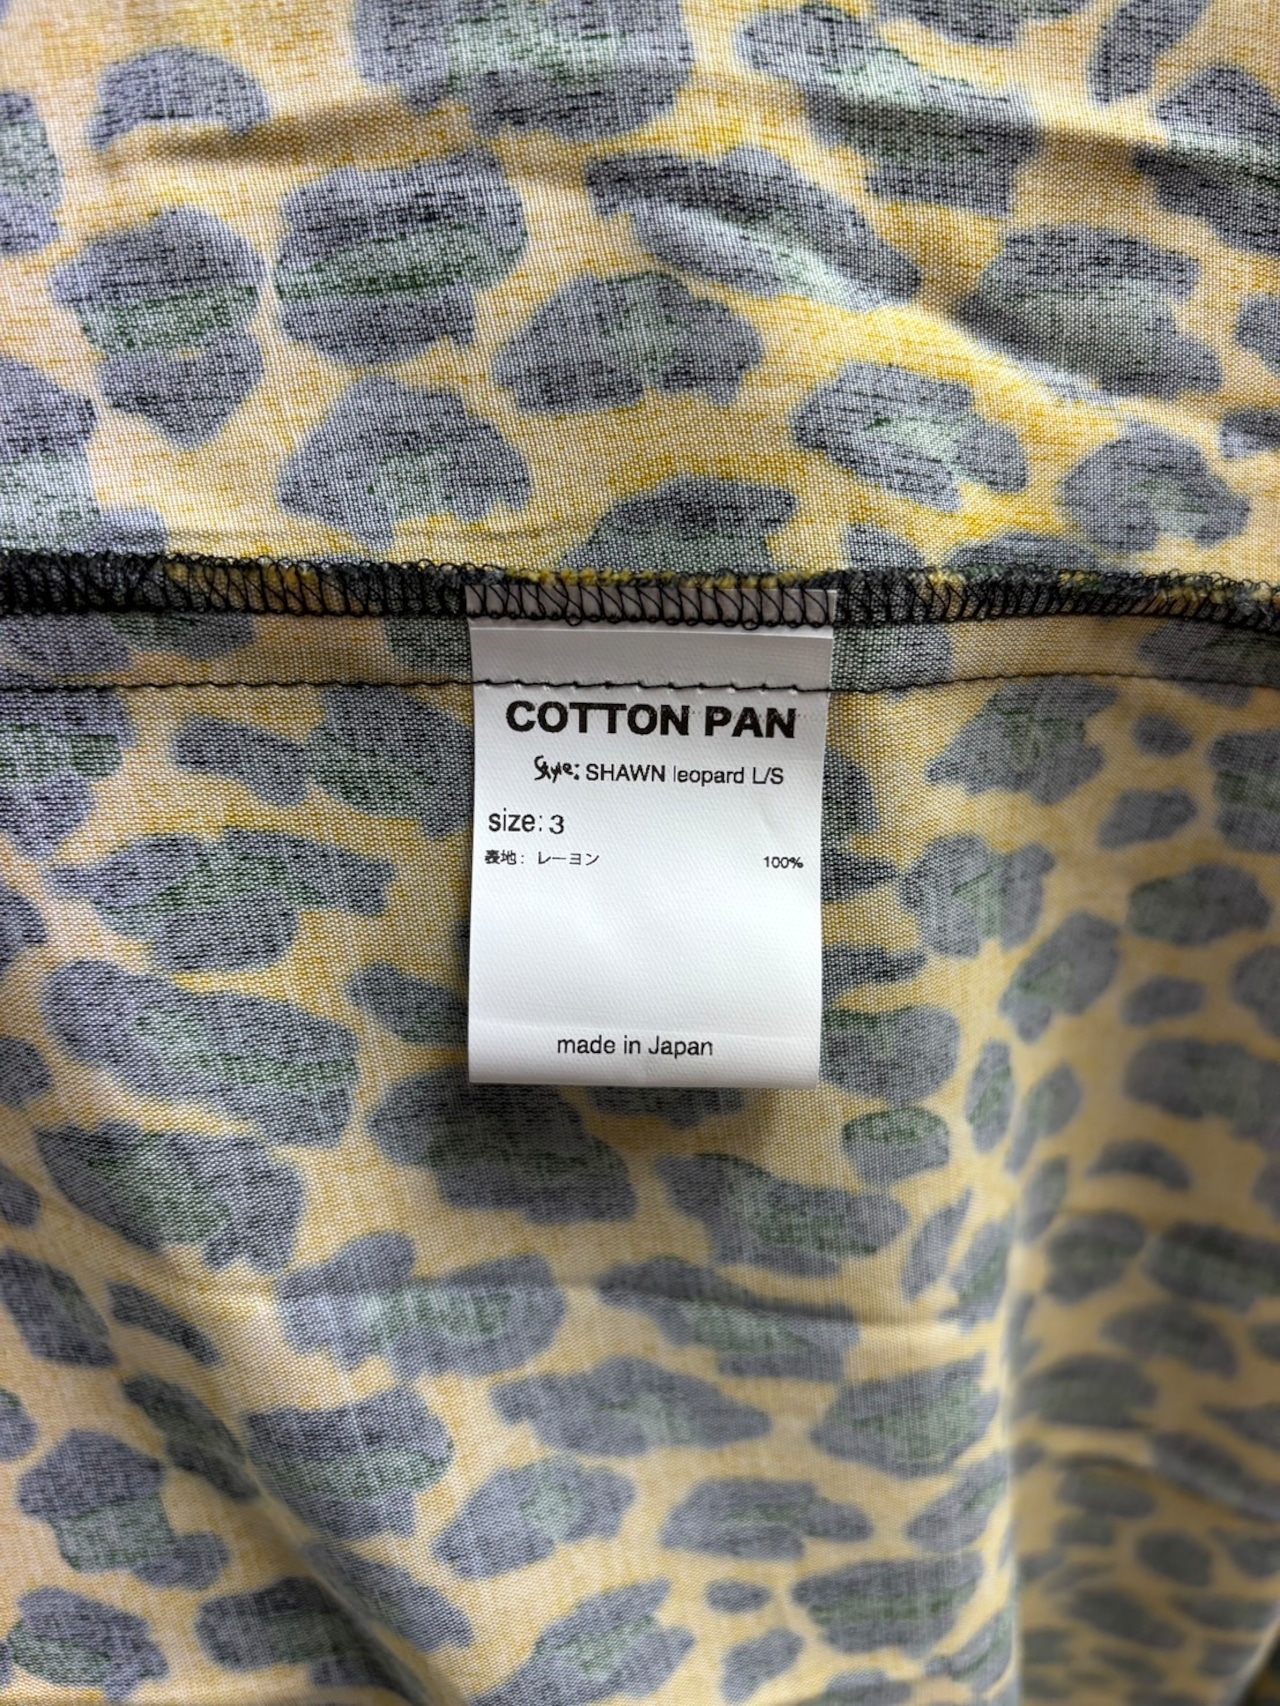 COTTON PAN
Style: SHAWN leopard L/S
size: 3
表地: レーヨン 100%
made in Japan